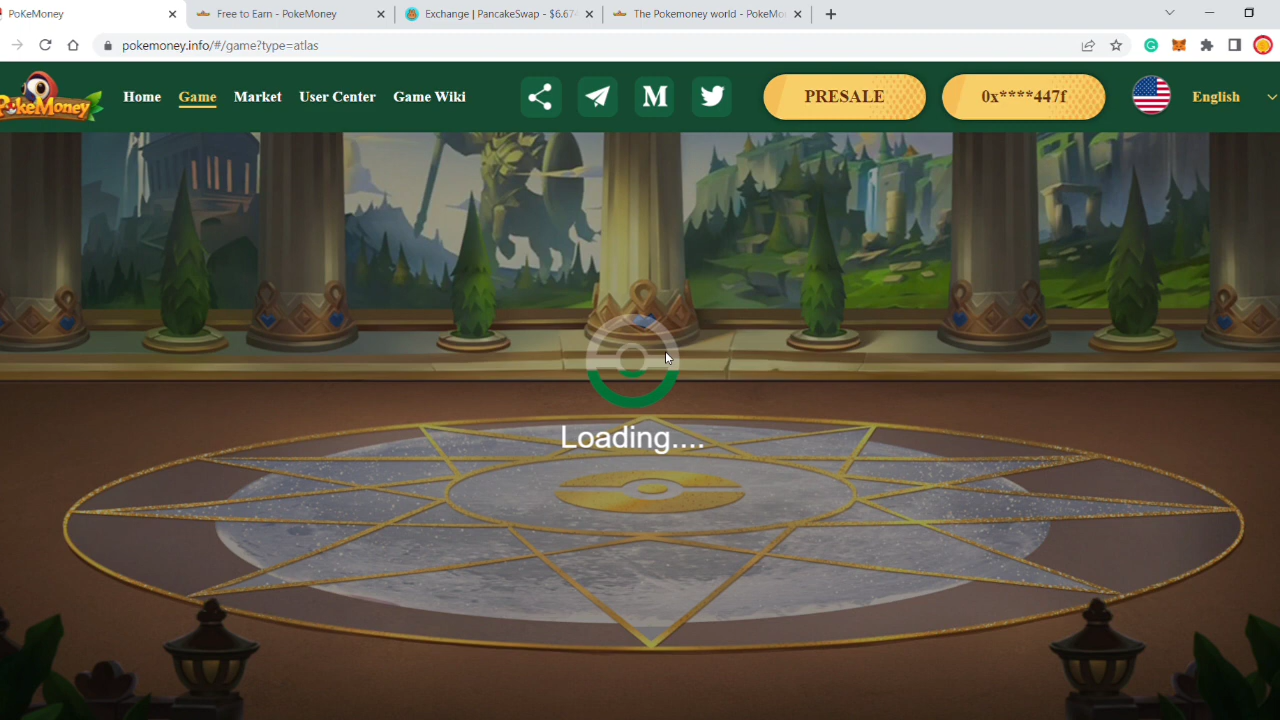 PoKeMoney
Free to Earn - PokeMoney
Exchange | PancakeSwap - $6.674
The Pokemoney world - PokeMo
pokemoney.info/#/game?type=atlas
PokeMoney
Home
Game
Market
User Center
Game Wiki
M
PRESALE
0x****447f
English
Loading....